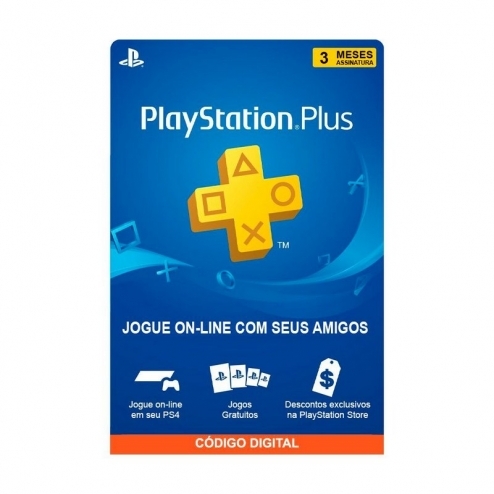 3 MESES
ASSINATURA
PlayStation.Plus
TM
JOGUE ON-LINE COM SEUS AMIGOS
Jogue on-line
em seu PS4
Jogos
Gratuitos
Descontos exclusivos
na PlayStation Store
CÓDIGO DIGITAL